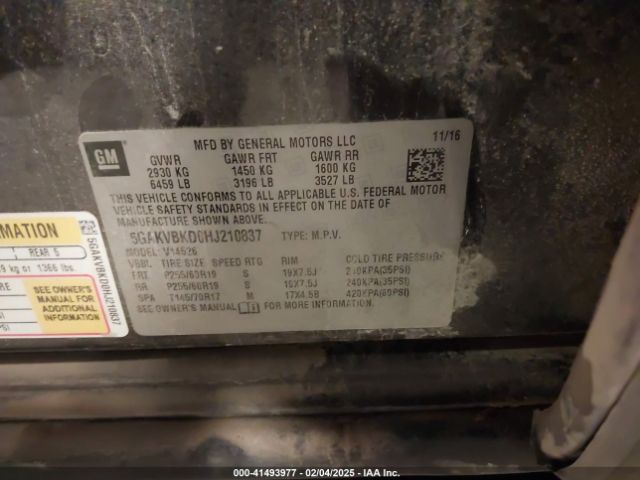 GM
MFD BY GENERAL MOTORS LLC
11/16
GVWR GAWR FRT GAWR RR
2930 KG 1450 KG 1600 KG
6459 LB 3196 LB 3527 LB
THIS VEHICLE CONFORMS TO ALL APPLICABLE U.S. FEDERAL MOTOR
VEHICLE SAFETY STANDARDS IN EFFECT ON THE DATE OF
MANUFACTURE SHOWN ABOVE.
5GAKVBKD0HJ210837 TYPE: M.P.V.
MODEL: V14526
TIRE SIZE SPEED RTG RIM COLD TIRE PRESSURE
FRT P255/60R19 S 19X7.5J 240KPA(35PSI)
RR P255/60R19 S 19X7.5J 240KPA(35PSI)
SPA T145/70R17 M 17X4.5B 420KPA(60PSI)
SEE OWNER'S MANUAL FOR MORE INFORMATION.
MATION
REAR 5
kg or 1366 lbs.
SEE OWNER'S
MANUAL FOR
ADDITIONAL
INFORMATION
5GAKVBKD0HJ210837
000-41493977 - 02/04/2025 - IAA Inc.